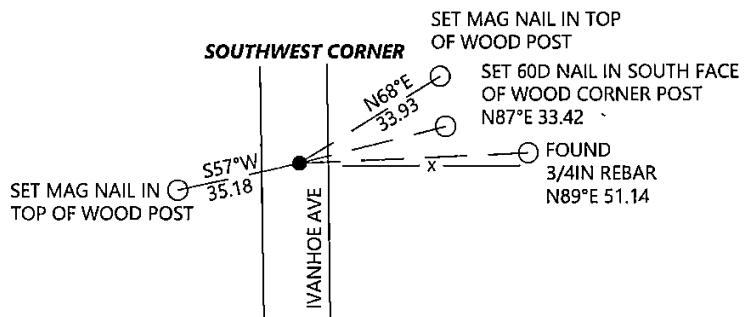 SET MAG NAIL IN TOP
OF WOOD POST
SOUTHWEST CORNER
N68°E
33.93
SET 60D NAIL IN SOUTH FACE
OF WOOD CORNER POST
N87°E 33.42
FOUND
3/4IN REBAR
N89°E 51.14
X
S57°W
35.18
SET MAG NAIL IN
TOP OF WOOD POST
IVANHOE AVE